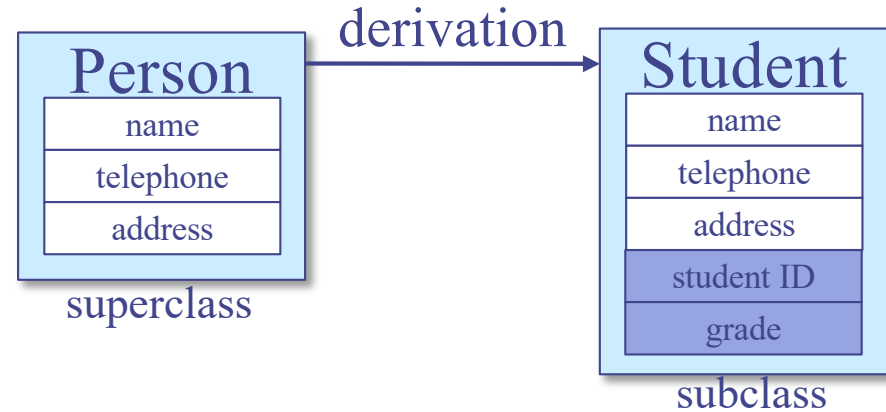 derivation
Person
name
telephone
address
superclass
Student
name
telephone
address
student ID
grade
subclass